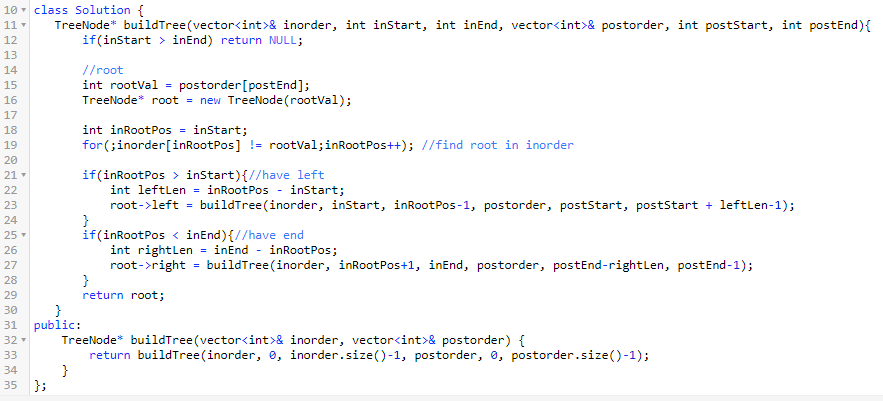 10 class Solution {
11 TreeNode* buildTree(vector<int>& inorder, int inStart, int inEnd, vector<int>& postorder, int postStart, int postEnd){
12 if(inStart > inEnd) return NULL;
13
14 //root
15 int rootVal = postorder[postEnd];
16 TreeNode* root = new TreeNode(rootVal);
17
18 int inRootPos = inStart;
19 for(;inorder[inRootPos] != rootVal;inRootPos++); //find root in inorder
20
21 if(inRootPos > inStart){//have left
22 int leftLen = inRootPos - inStart;
23 root->left = buildTree(inorder, inStart, inRootPos-1, postorder, postStart, postStart + leftLen-1);
24 }
25 if(inRootPos < inEnd){//have end
26 int rightLen = inEnd - inRootPos;
27 root->right = buildTree(inorder, inRootPos+1, inEnd, postorder, postEnd-rightLen, postEnd-1);
28 }
29 return root;
30 }
31 public:
32 TreeNode* buildTree(vector<int>& inorder, vector<int>& postorder) {
33 return buildTree(inorder, 0, inorder.size()-1, postorder, 0, postorder.size()-1);
34 }
35 };